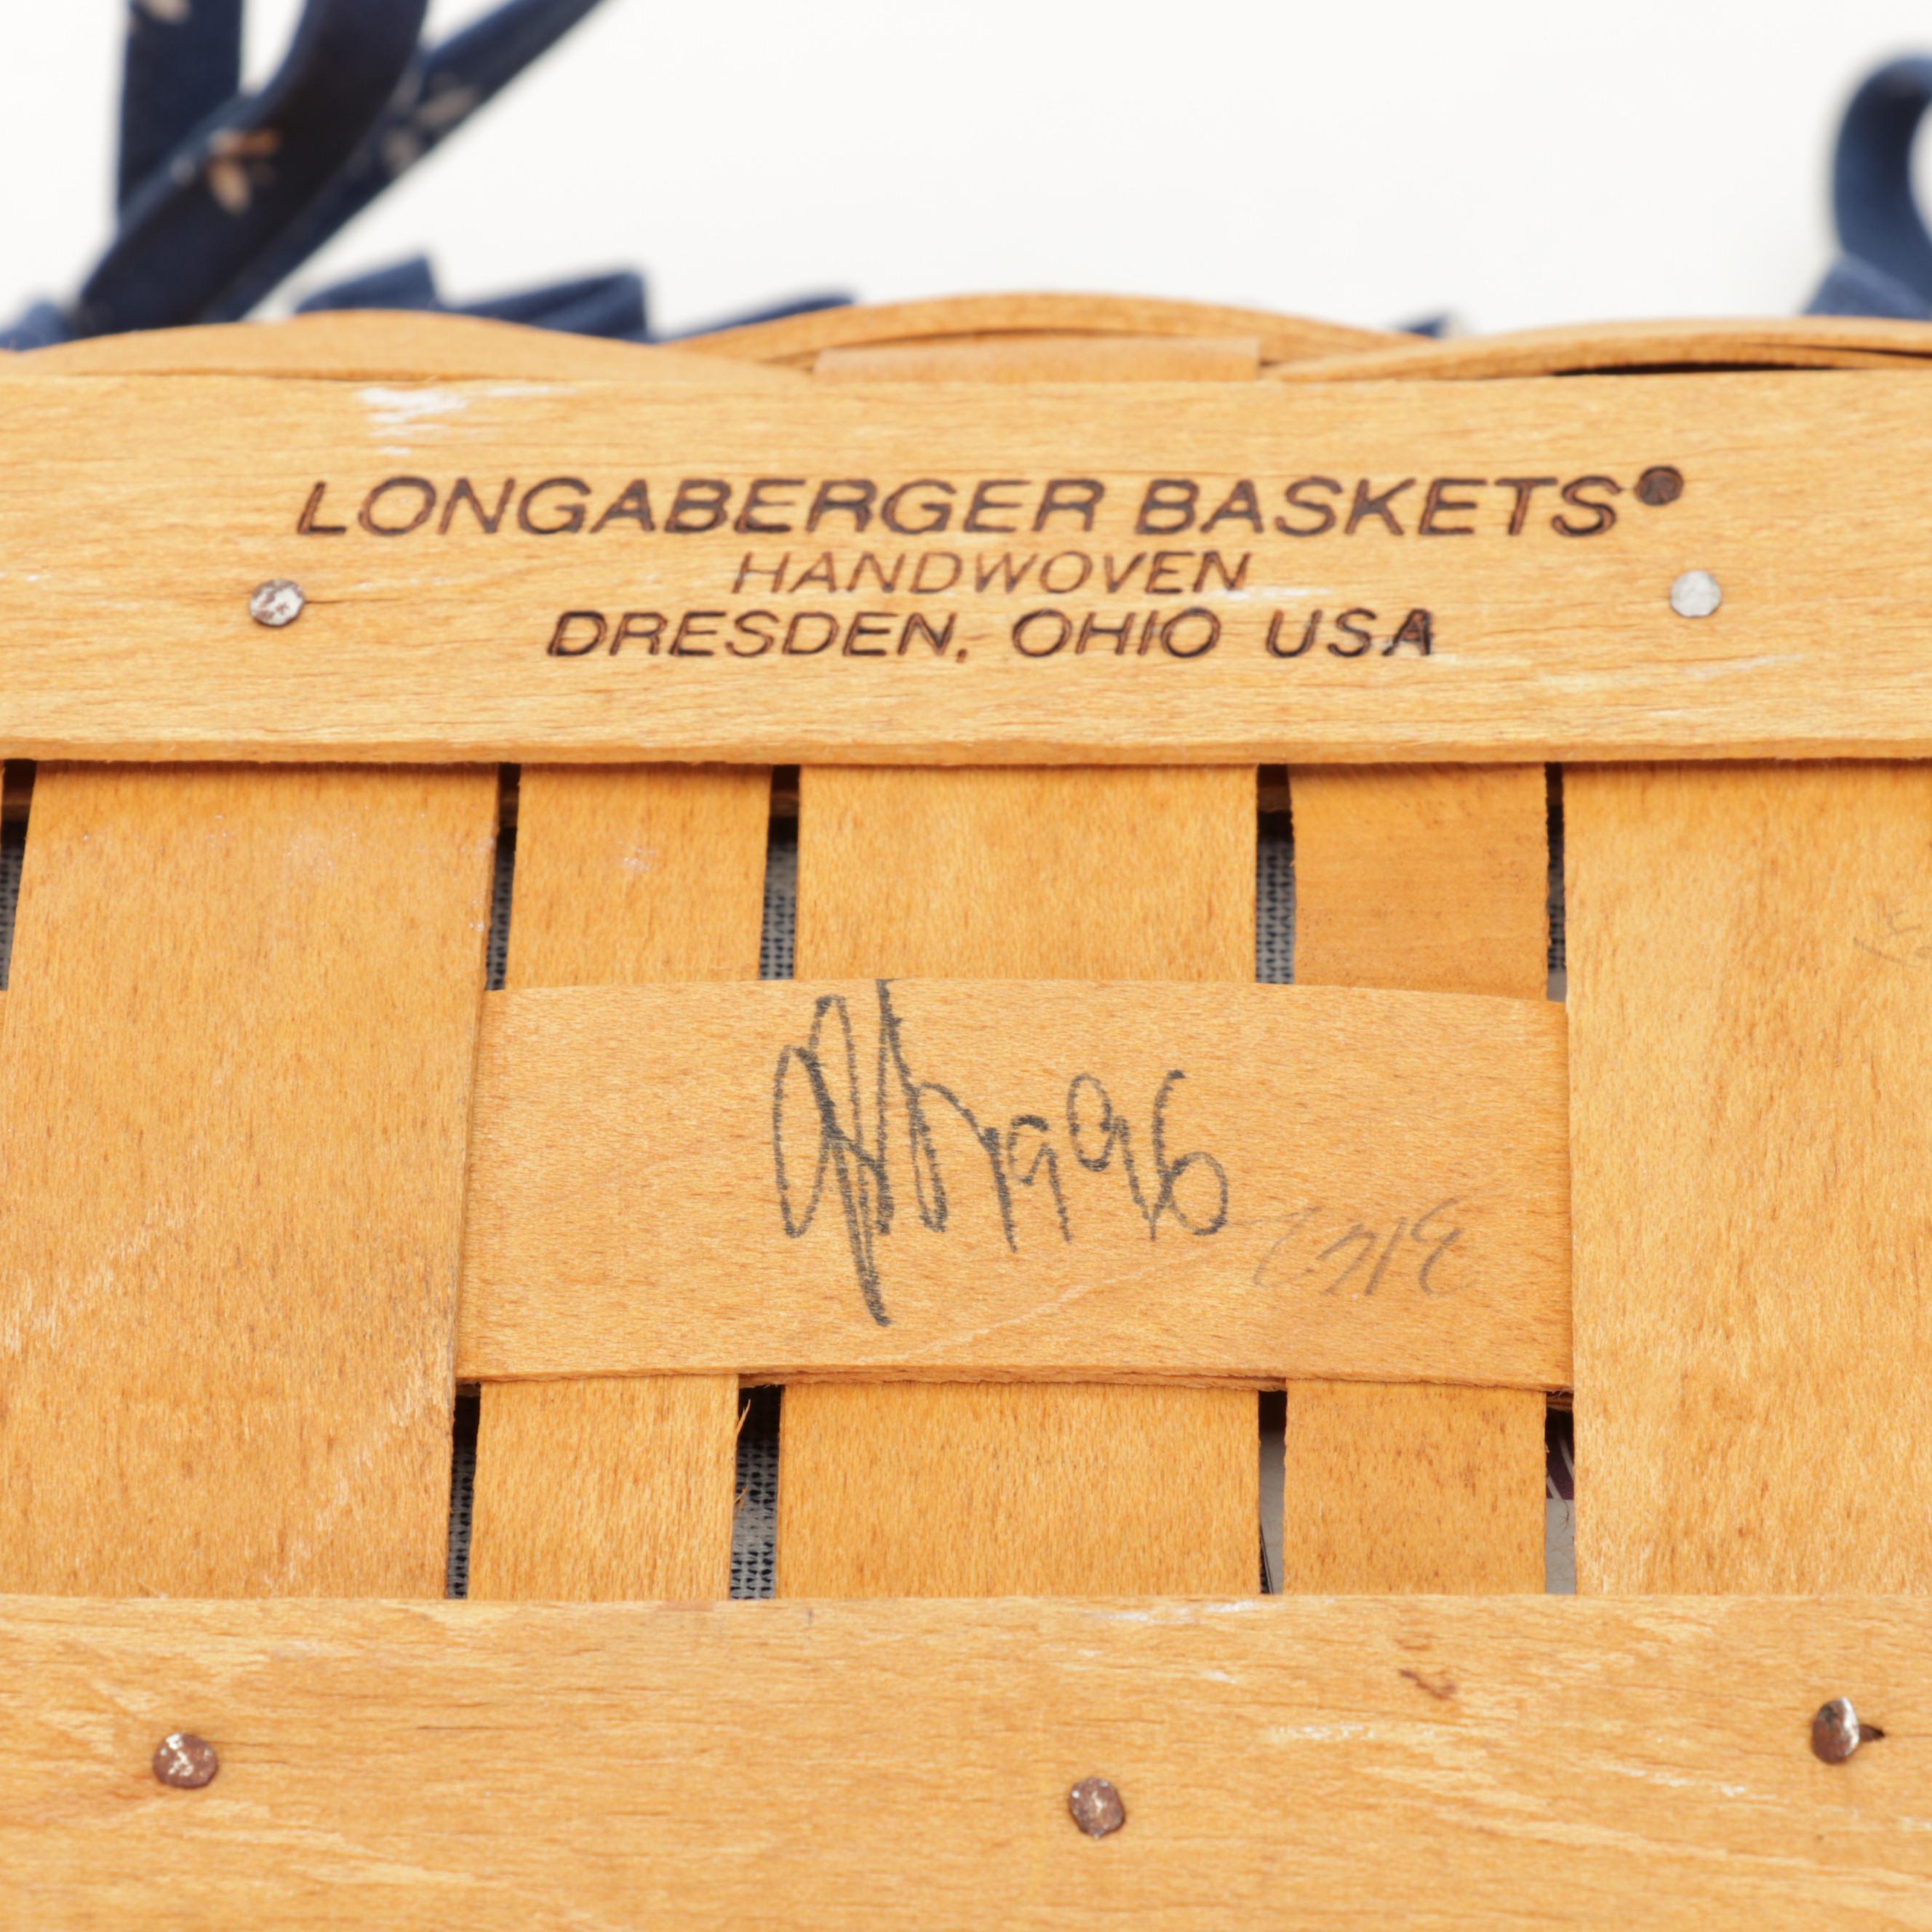 LONGABERGER BASKETS®
HANDWOVEN
DRESDEN, OHIO USA
1996